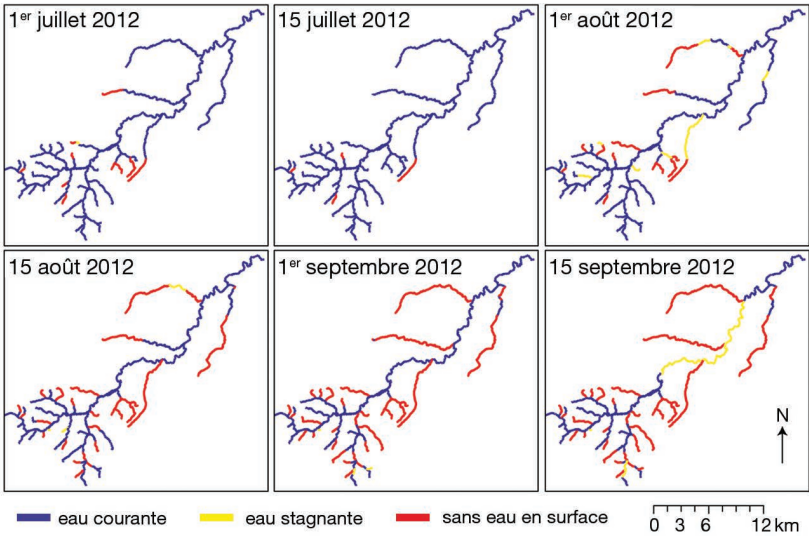 1er juillet 2012
15 juillet 2012
1er août 2012
15 août 2012
1er septembre 2012
15 septembre 2012
N
eau courante
eau stagnante
sans eau en surface
0 3 6 12 km